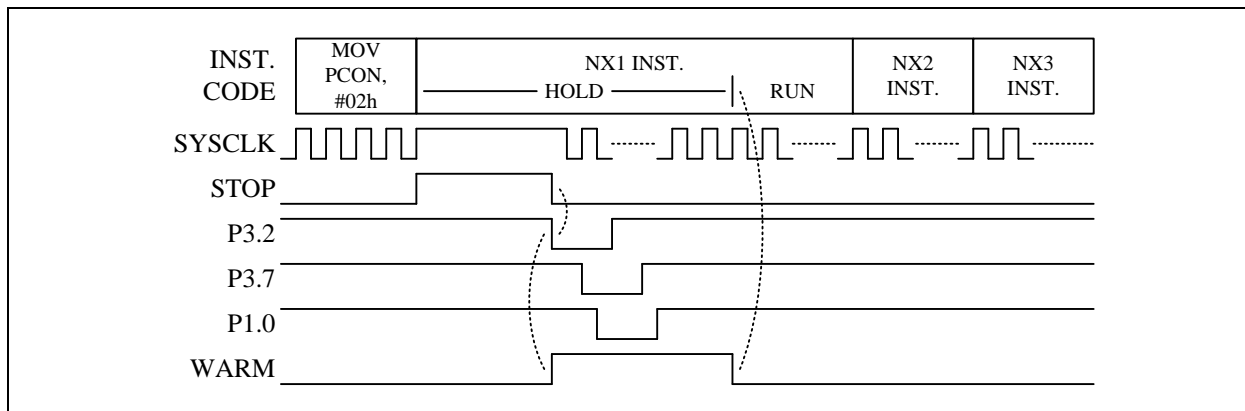 INST.
CODE
MOV
PCON,
#02h
NX1 INST.
HOLD
RUN
NX2
INST.
NX3
INST.
SYSCLK
STOP
P3.2
P3.7
P1.0
WARM